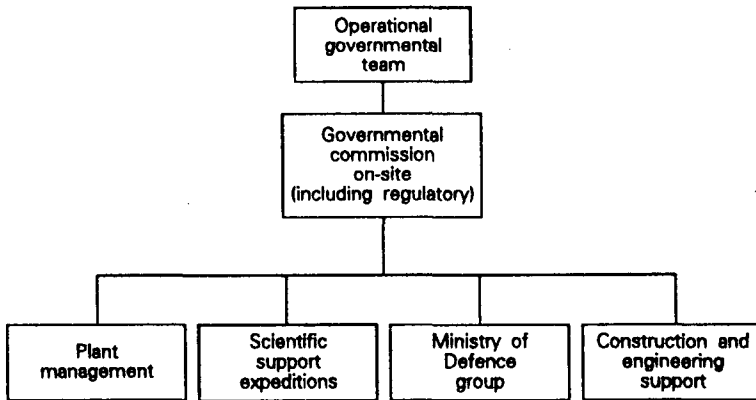 Operational
governmental
team
Governmental
commission
on-site
(including regulatory)
Plant
management
Scientific
support
expeditions
Ministry of
Defence
group
Construction and
engineering
support